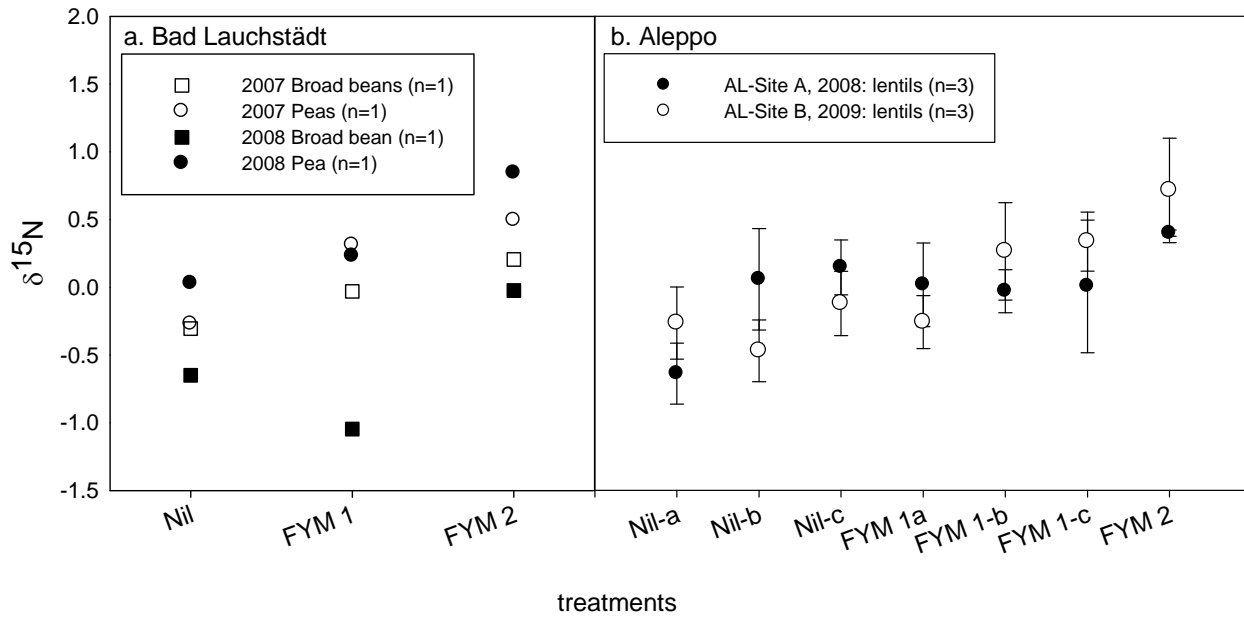 2.0
1.5
1.0
0.5
0.0
-0.5
-1.0
-1.5
δ15N
a. Bad Lauchstädt
2007 Broad beans (n=1)
2007 Peas (n=1)
2008 Broad bean (n=1)
2008 Pea (n=1)
Nil
FYM 1
FYM 2
b. Aleppo
AL-Site A, 2008: lentils (n=3)
AL-Site B, 2009: lentils (n=3)
Nil-a
Nil-b
Nil-c
FYM 1a
FYM 1-b
FYM 1-c
FYM 2
treatments